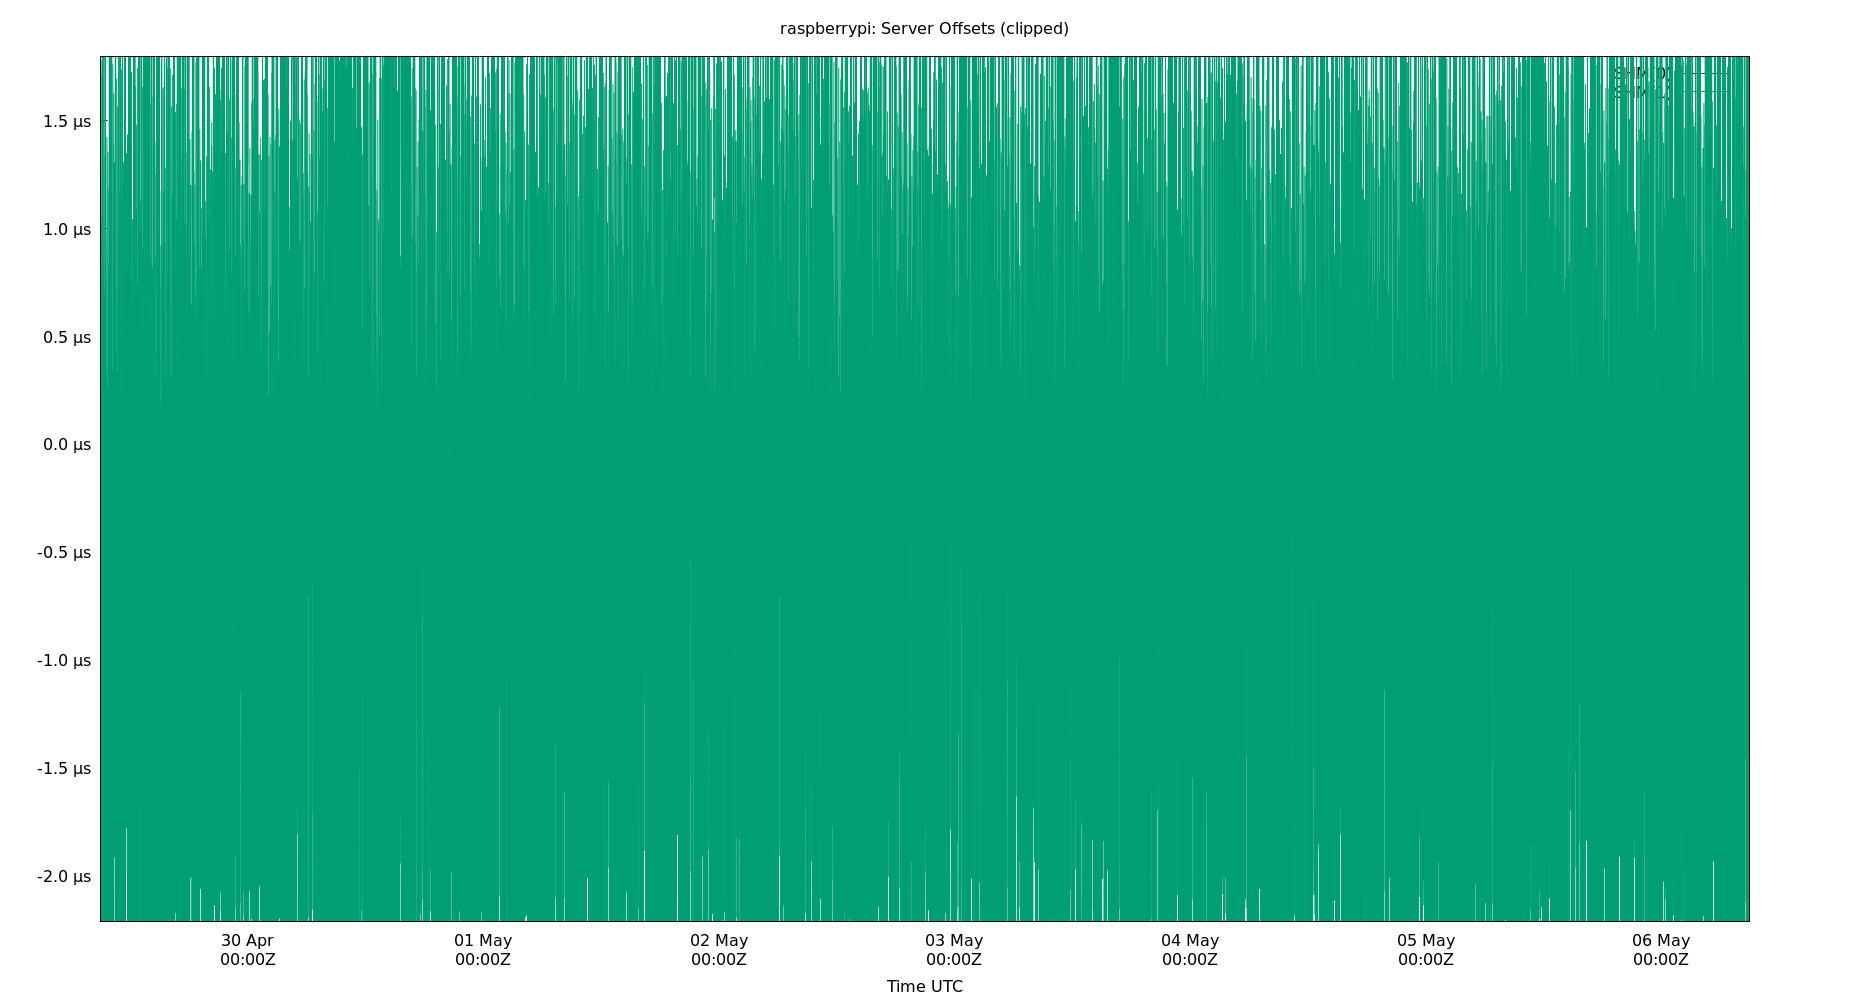 raspberrypi: Server Offsets (clipped)
1.5 μs
1.0 μs
0.5 μs
0.0 μs
-0.5 μs
-1.0 μs
-1.5 μs
-2.0 μs
30 Apr
00:00Z
01 May
00:00Z
02 May
00:00Z
03 May
00:00Z
04 May
00:00Z
05 May
00:00Z
06 May
00:00Z
Time UTC